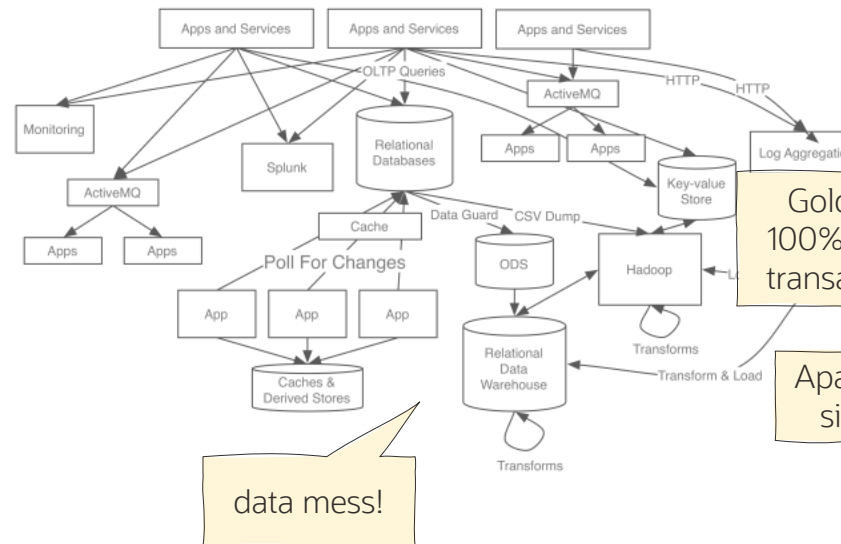 Apps and Services
Apps and Services
Apps and Services
OLTP Queries
HTTP
HTTP
Monitoring
Splunk
Relational
Databases
ActiveMQ
Apps
Apps
Log Aggregati
ActiveMQ
Apps
Apps
Key-value
Store
Cache
Data Guard
CSV Dump
Poll For Changes
ODS
Hadoop
App
App
App
Transforms
Caches &
Derived Stores
Relational
Data
Warehouse
Transform & Load
Transforms
Gold
100%
transa
Apa
si
data mess!